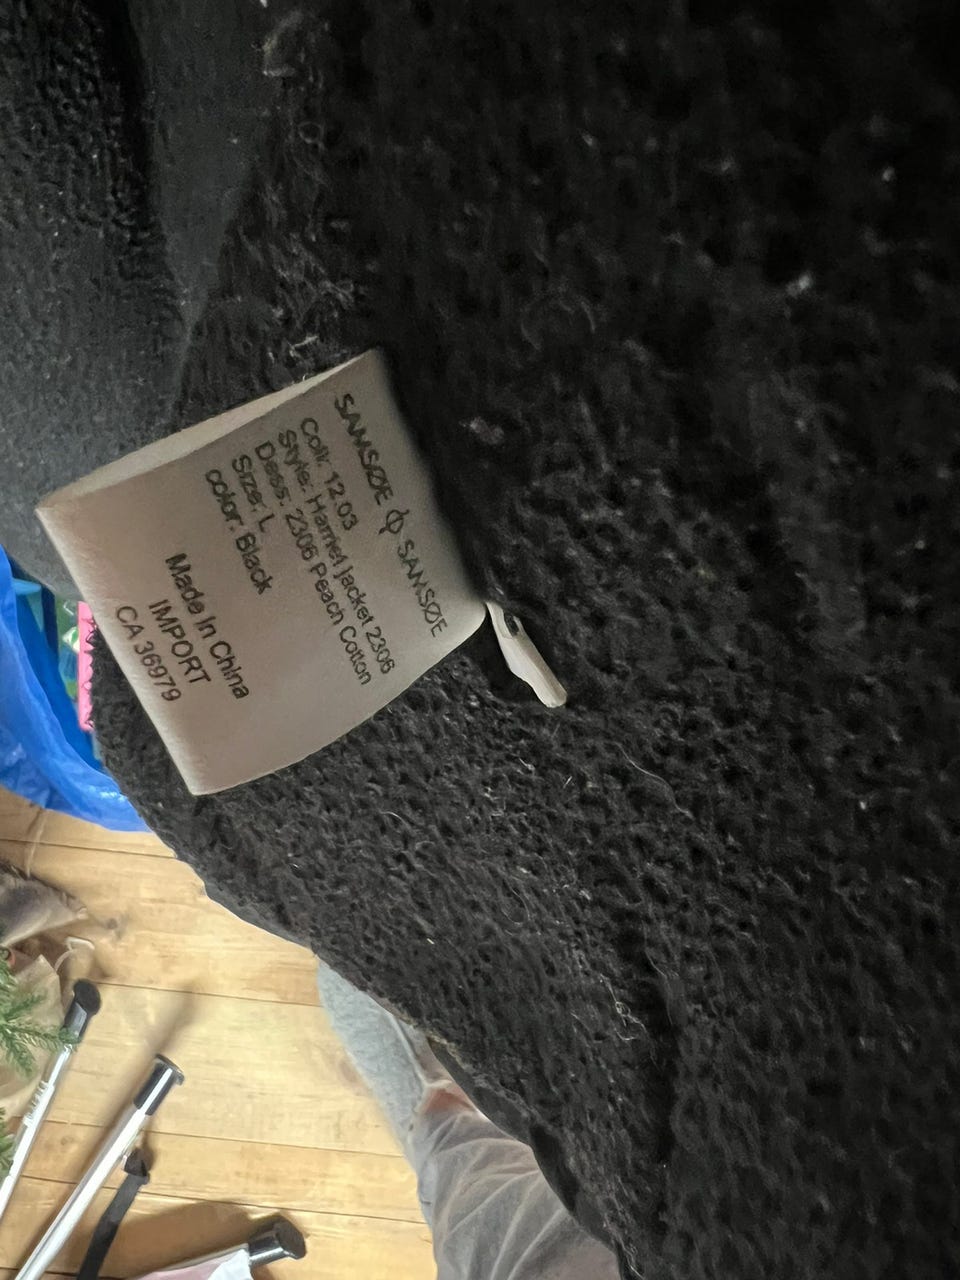 SAMSØE Φ SAMSØE
Coll: 12.03
Style: Harriet Jacket 2306
Dess: 2306 Peach Cotton
Size: L
color: Black
Made In China
IMPORT
CA 36979